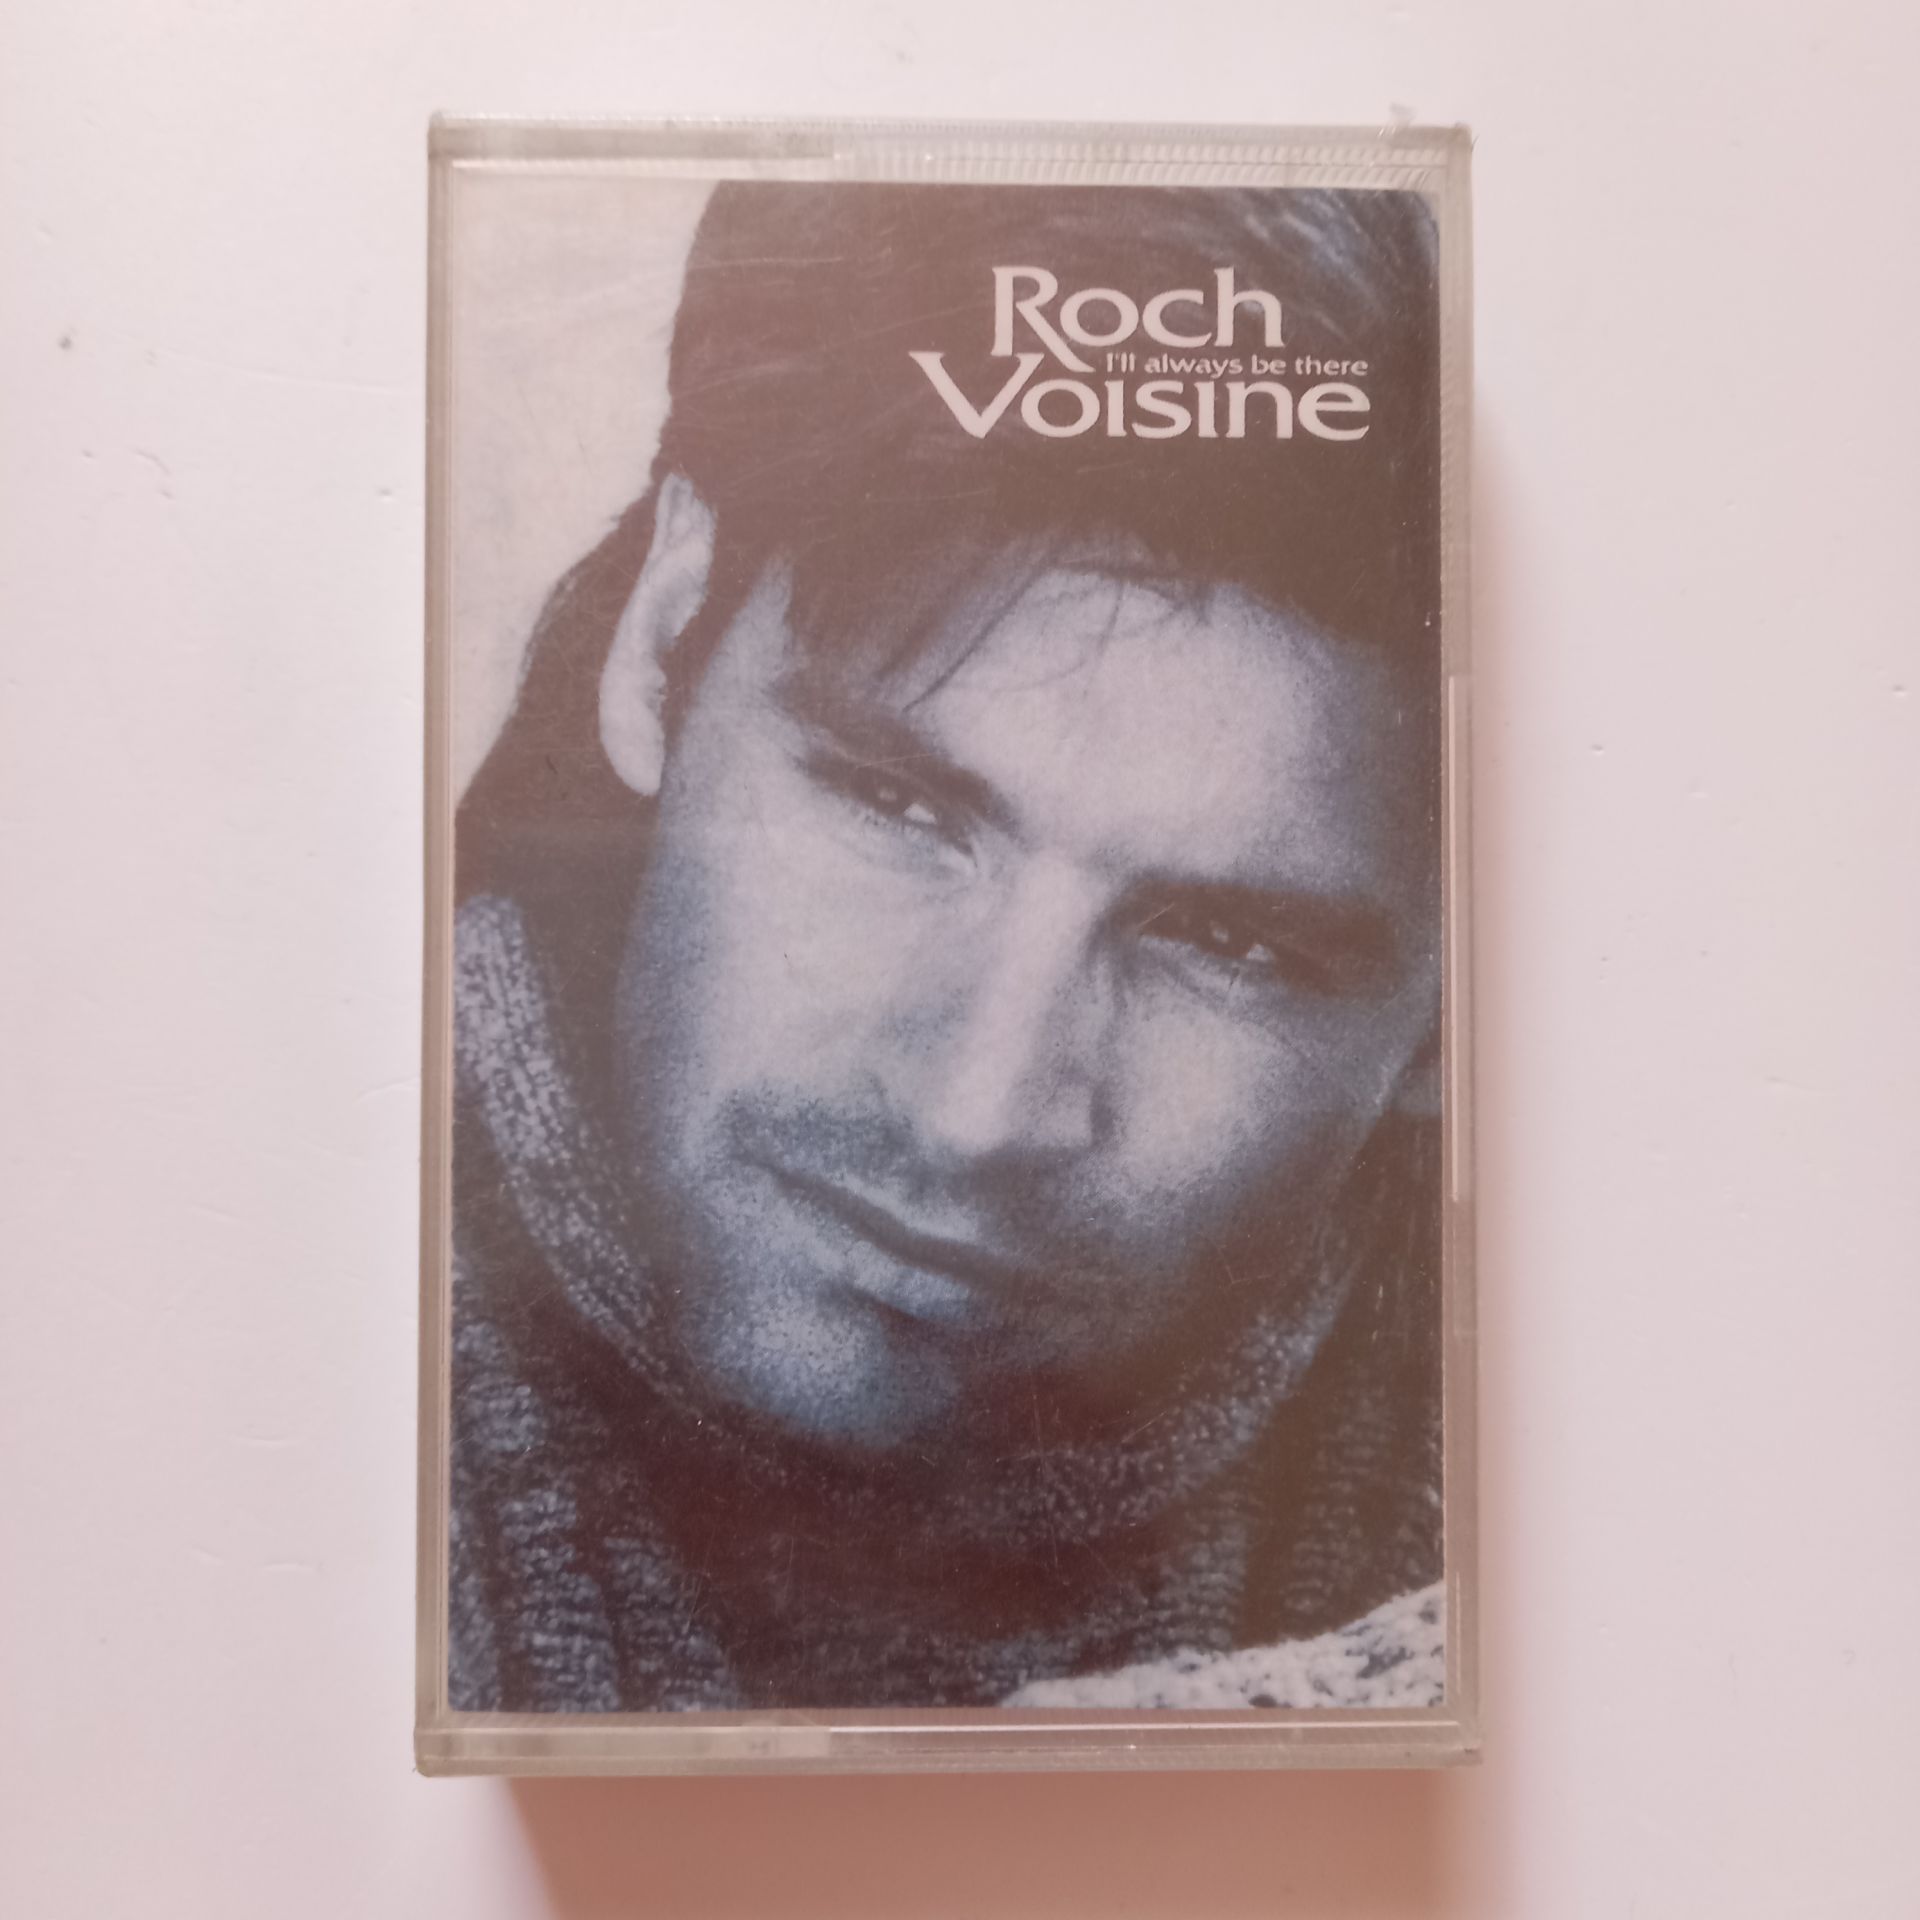 Roch
I'll always be there
Voisine